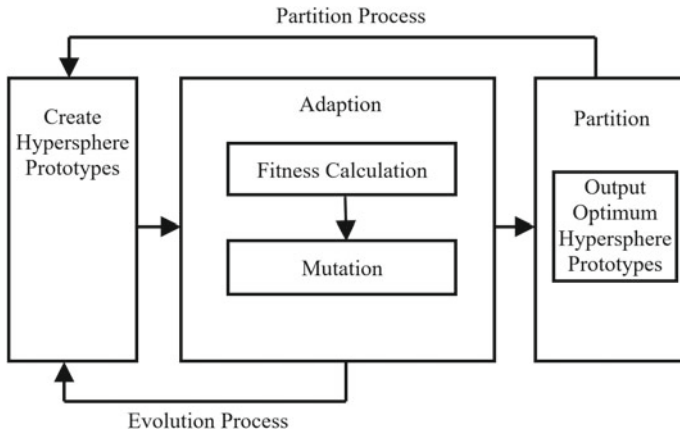 Partition Process
Create
Hypersphere
Prototypes
Adaption
Fitness Calculation
Mutation
Partition
Output
Optimum
Hypersphere
Prototypes
Evolution Process